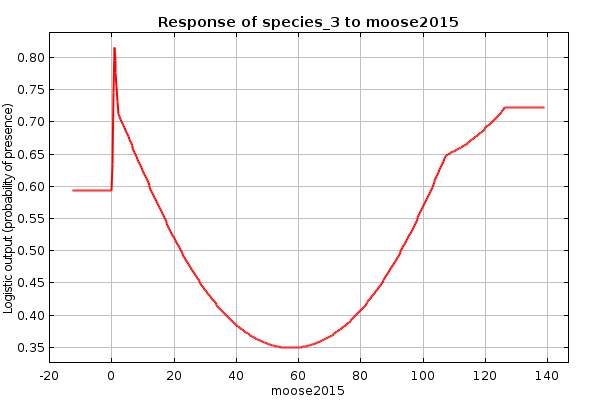 Response of species_3 to moose2015
Logistic output (probability of presence)
0.80
0.75
0.70
0.65
0.60
0.55
0.50
0.45
0.40
0.35
-20 0 20 40 60 80 100 120 140
moose2015